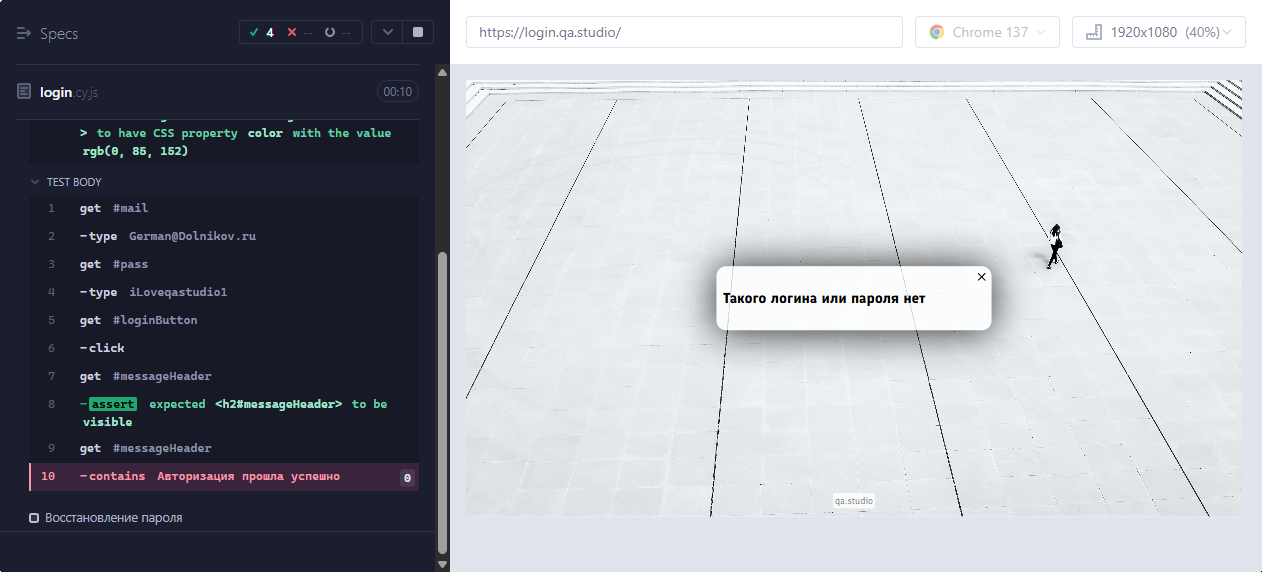 Specs
4 -- --
https://login.qa.studio/
Chrome 137
1920x1080 (40%)
login.cy.js
00:10
> to have CSS property color with the value
rgb(0, 85, 152)
TEST BODY
1 get #mail
2 -type German@Dolnikov.ru
3 get #pass
4 -type iLoveqastudio1
5 get #loginButton
6 -click
7 get #messageHeader
8 -assert expected <h2#messageHeader> to be
visible
9 get #messageHeader
10 -contains Авторизация прошла успешно 0
Восстановление пароля
Такого логина или пароля нет
qa.studio